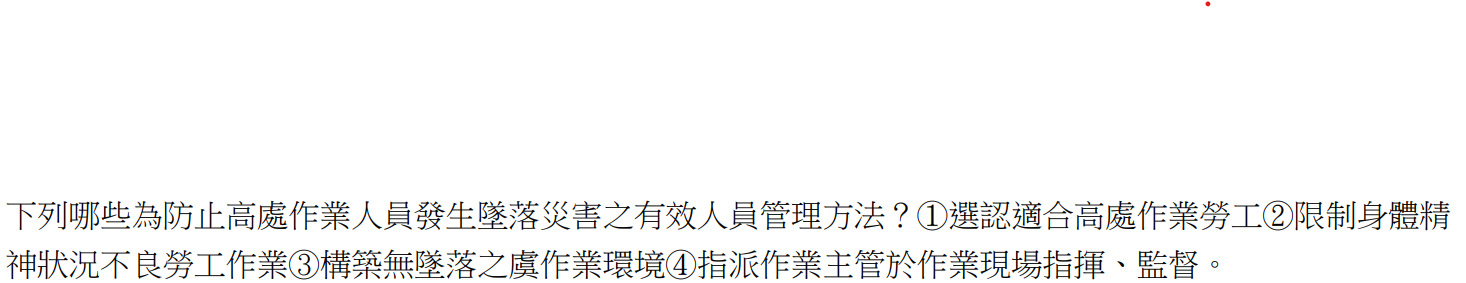 下列哪些為防止高處作業人員發生墜落災害之有效人員管理方法？①選認適合高處作業勞工②限制身體精
神狀況不良勞工作業③構築無墜落之虞作業環境④指派作業主管於作業現場指揮、監督。